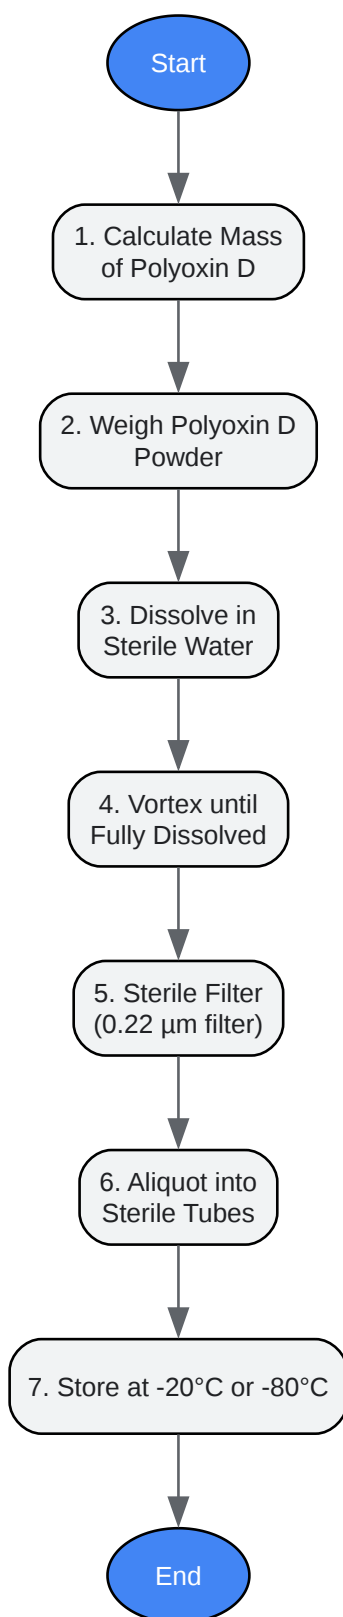 Start
1. Calculate Mass
of Polyoxin D
2. Weigh Polyoxin D
Powder
3. Dissolve in
Sterile Water
4. Vortex until
Fully Dissolved
5. Sterile Filter
(0.22 µm filter)
6. Aliquot into
Sterile Tubes
7. Store at -20°C or -80°C
End